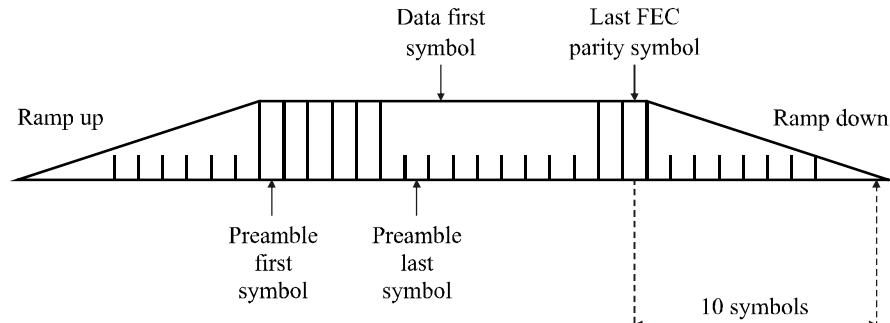 Data first
symbol
Last FEC
parity symbol
Ramp up
Ramp down
Preamble
first
symbol
Preamble
last
symbol
10 symbols